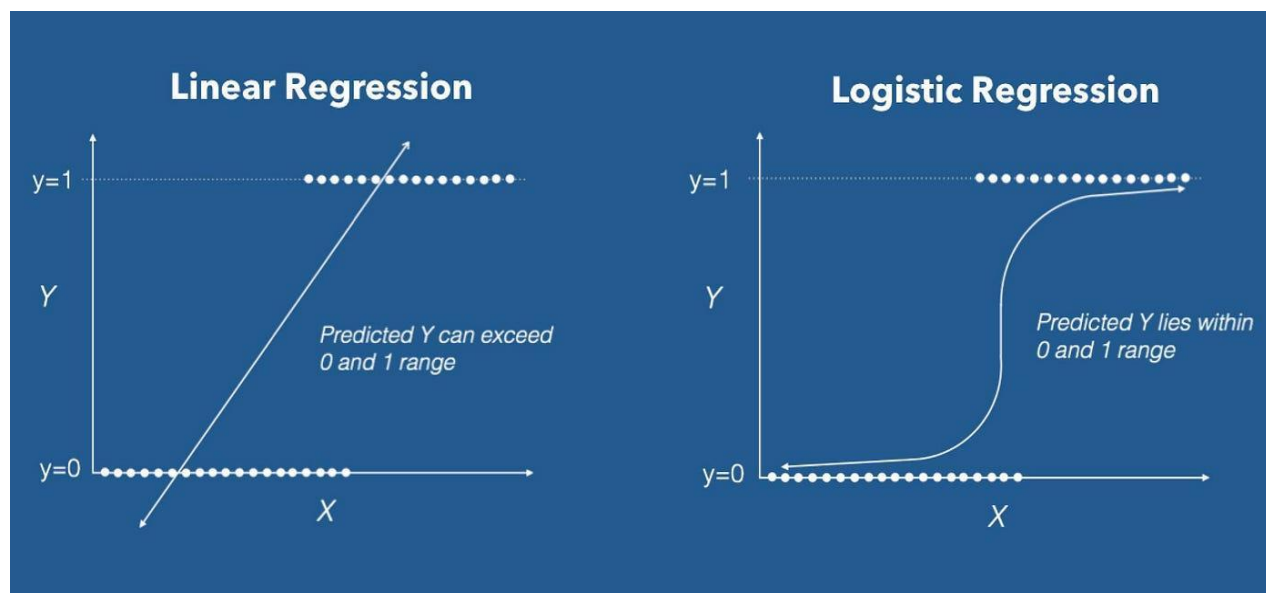 Linear Regression
y=1
Y
Predicted Y can exceed
0 and 1 range
y=0
X
Logistic Regression
y=1
Y
Predicted Y lies within
0 and 1 range
y=0
X